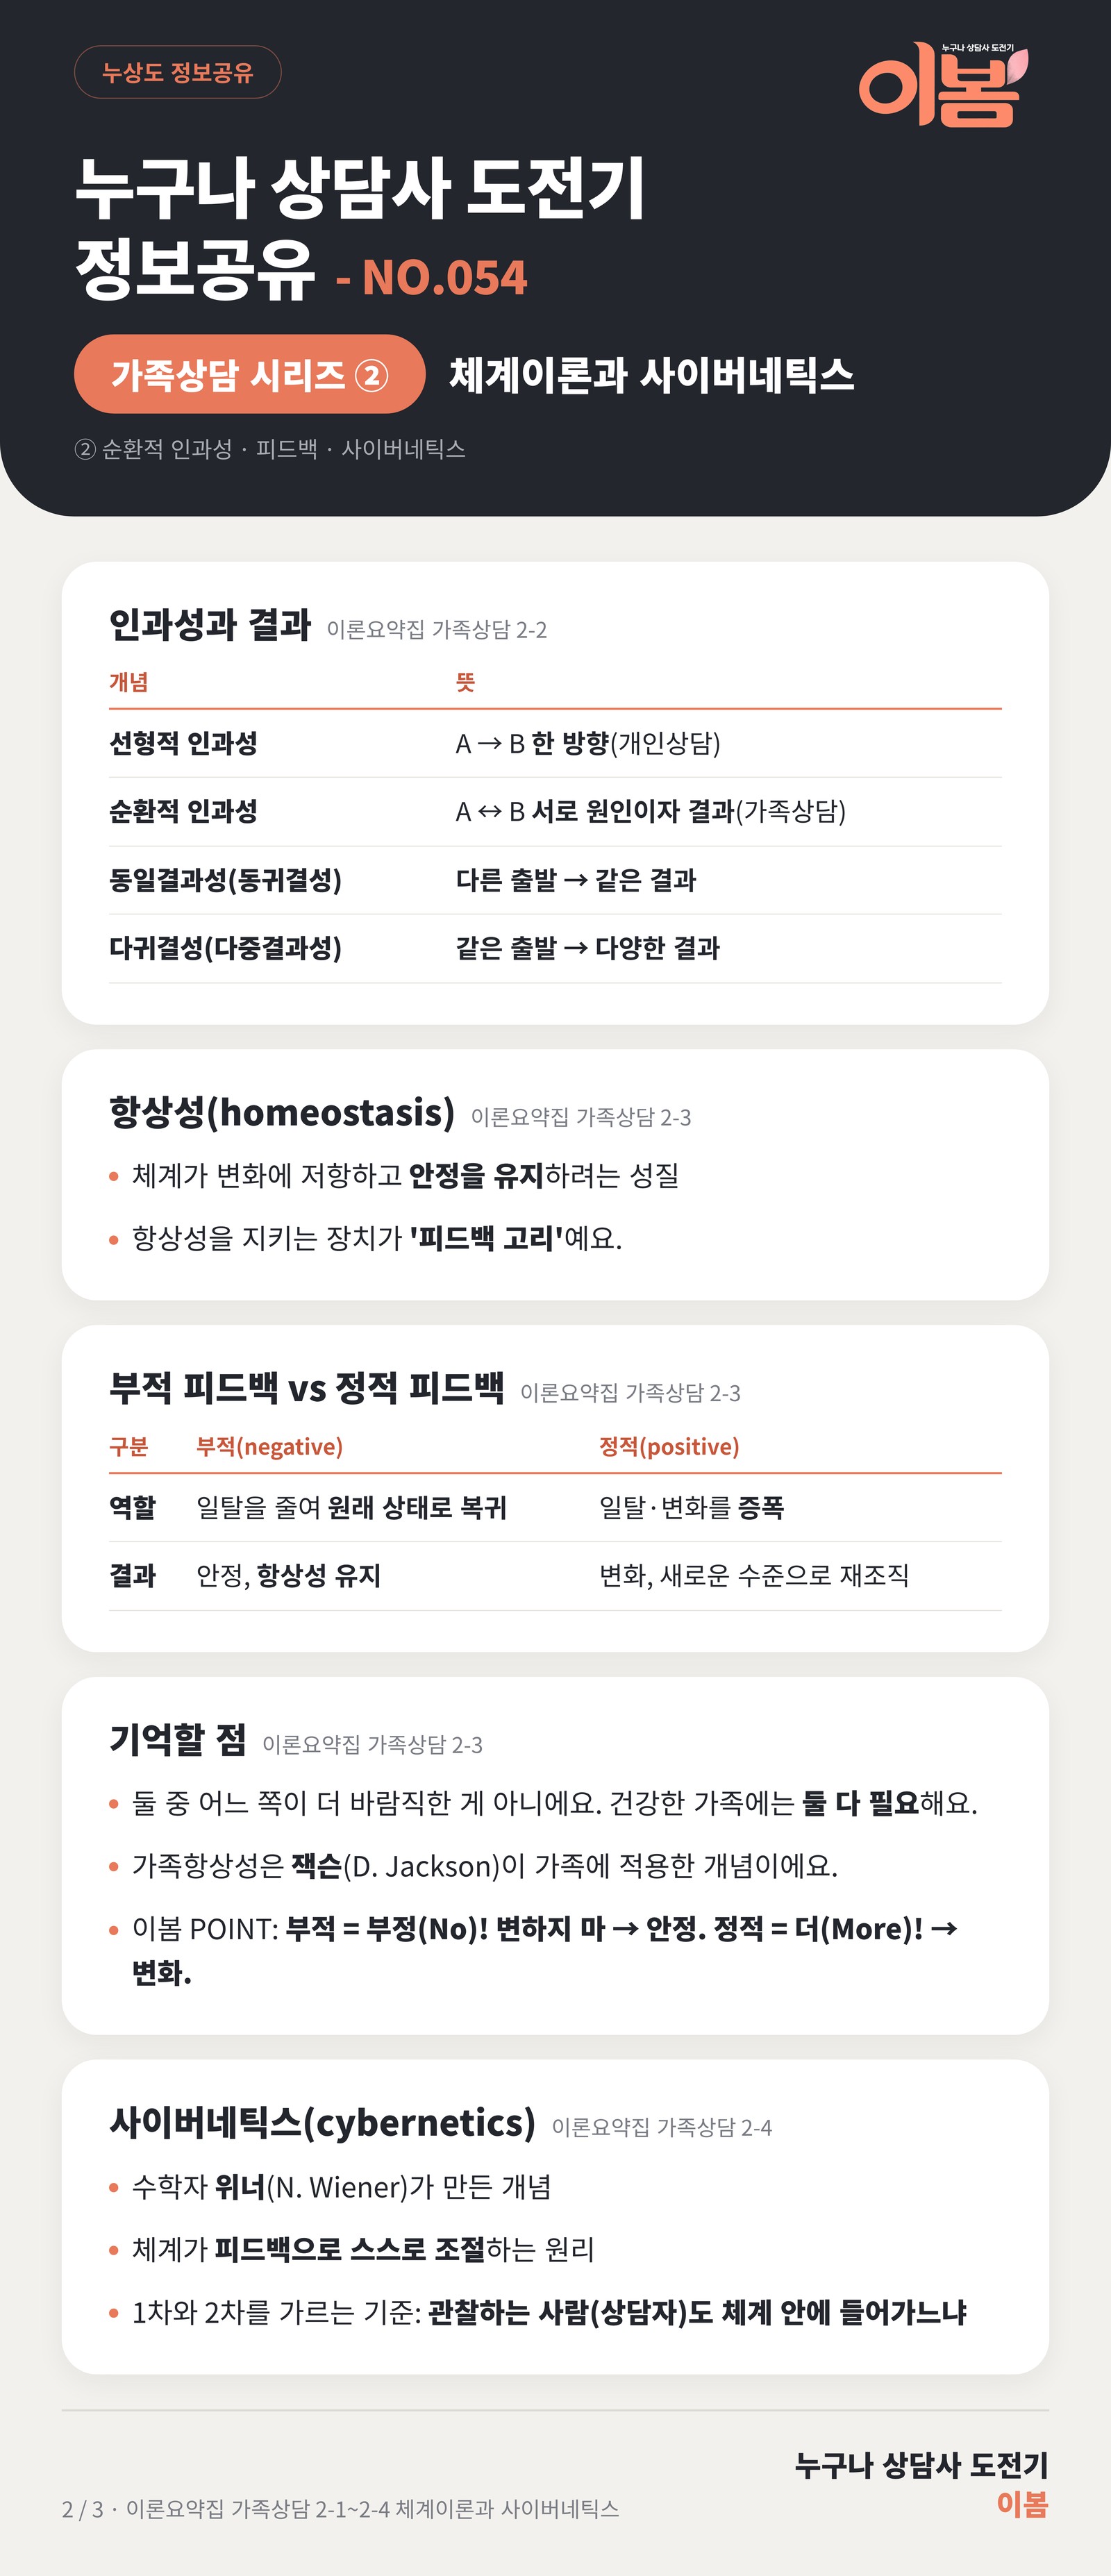 누상도 정보공유
누구나 상담사 도전기
이봄
누구나 상담사 도전기
정보공유 - NO.054
가족상담 시리즈 ② 체계이론과 사이버네틱스
② 순환적 인과성 · 피드백 · 사이버네틱스
인과성과 결과 이론요약집 가족상담 2-2
개념 뜻
선형적 인과성 A → B 한 방향(개인상담)
순환적 인과성 A ↔ B 서로 원인이자 결과(가족상담)
동일결과성(동귀결성) 다른 출발 → 같은 결과
다귀결성(다중결과성) 같은 출발 → 다양한 결과
항상성(homeostasis) 이론요약집 가족상담 2-3
• 체계가 변화에 저항하고 안정을 유지하려는 성질
• 항상성을 지키는 장치가 '피드백 고리'예요.
부적 피드백 vs 정적 피드백 이론요약집 가족상담 2-3
구분 부적(negative) 정적(positive)
역할 일탈을 줄여 원래 상태로 복귀 일탈·변화를 증폭
결과 안정, 항상성 유지 변화, 새로운 수준으로 재조직
기억할 점 이론요약집 가족상담 2-3
• 둘 중 어느 쪽이 더 바람직한 게 아니에요. 건강한 가족에는 둘 다 필요해요.
• 가족항상성은 잭슨(D. Jackson)이 가족에 적용한 개념이에요.
• 이봄 POINT: 부적 = 부정(No)! 변하지 마 → 안정. 정적 = 더(More)! →
변화.
사이버네틱스(cybernetics) 이론요약집 가족상담 2-4
• 수학자 위너(N. Wiener)가 만든 개념
• 체계가 피드백으로 스스로 조절하는 원리
• 1차와 2차를 가르는 기준: 관찰하는 사람(상담자)도 체계 안에 들어가느냐
누구나 상담사 도전기
2 / 3 · 이론요약집 가족상담 2-1~2-4 체계이론과 사이버네틱스 이봄